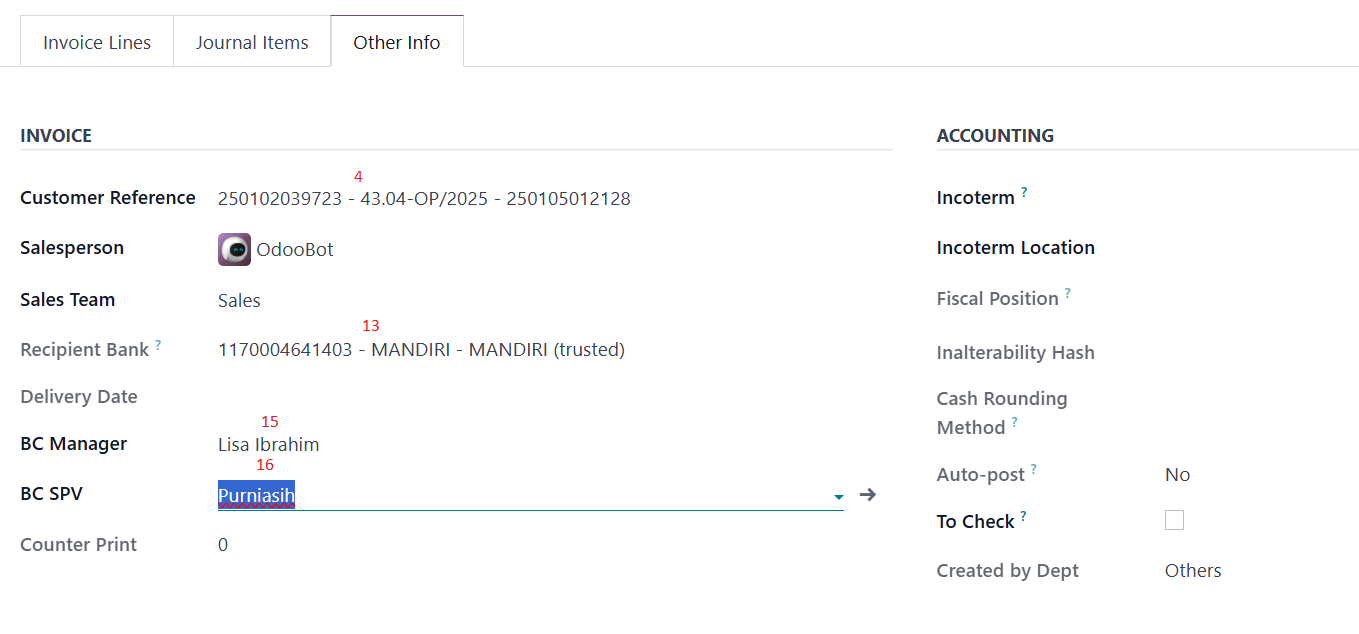 Invoice Lines
Journal Items
Other Info
INVOICE
4
Customer Reference 250102039723 - 43.04-OP/2025 - 250105012128
Salesperson OdooBot
Sales Team Sales
13
Recipient Bank ? 1170004641403 - MANDIRI - MANDIRI (trusted)
Delivery Date
15
BC Manager Lisa Ibrahim
16
BC SPV Purniasih
Counter Print 0
ACCOUNTING
Incoterm ?
Incoterm Location
Fiscal Position ?
Inalterability Hash
Cash Rounding
Method ?
Auto-post ? No
To Check ?
Created by Dept Others